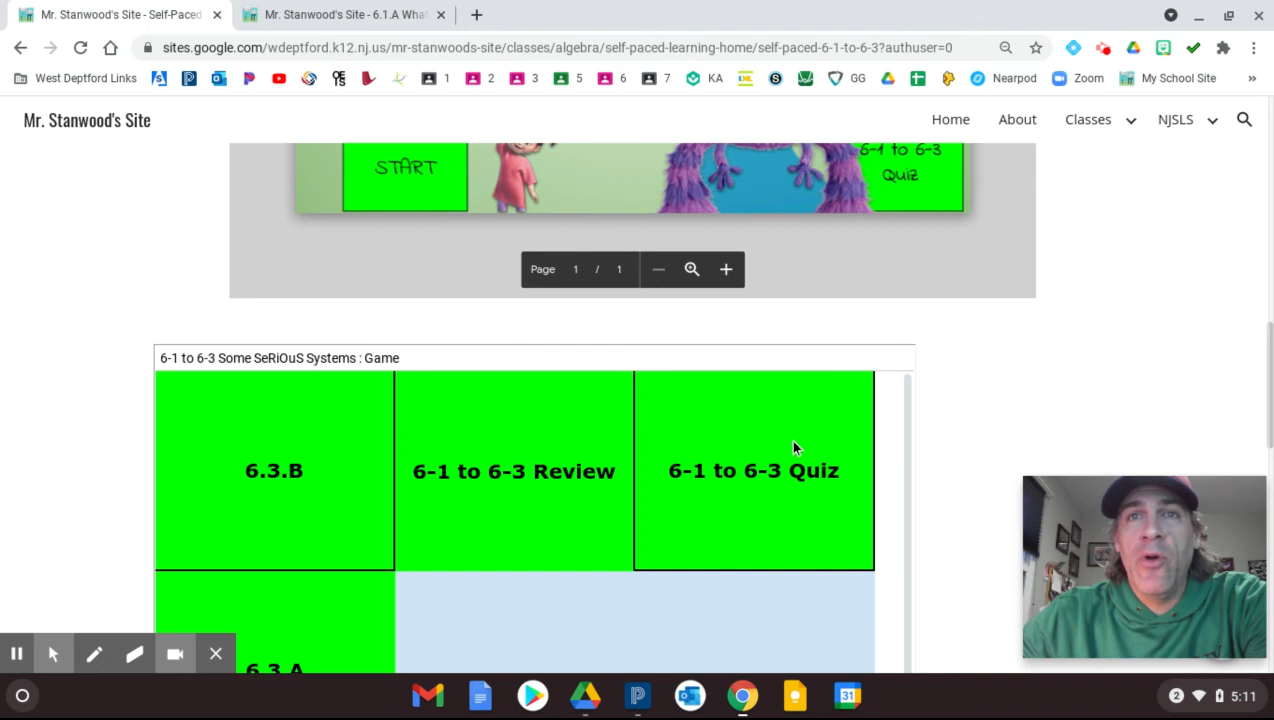 Mr. Stanwood's Site - Self-Paced
Mr. Stanwood's Site - 6.1.A Wha
sites.google.com/wdeptford.k12.nj.us/mr-stanwoods-site/classes/algebra/self-paced-learning-home/self-paced-6-1-to-6-3?authuser=0
West Deptford Links 1 2 3 5 6 7 KA GG Nearpod Zoom My School Site »
Mr. Stanwood's Site Home About Classes NJSLS
START
6-1 to 6-3
Quiz
Page 1 / 1
6-1 to 6-3 Some SeRiOuS Systems : Game
6.3.B
6-1 to 6-3 Review
6-1 to 6-3 Quiz
6.3.A
31
2 5:11